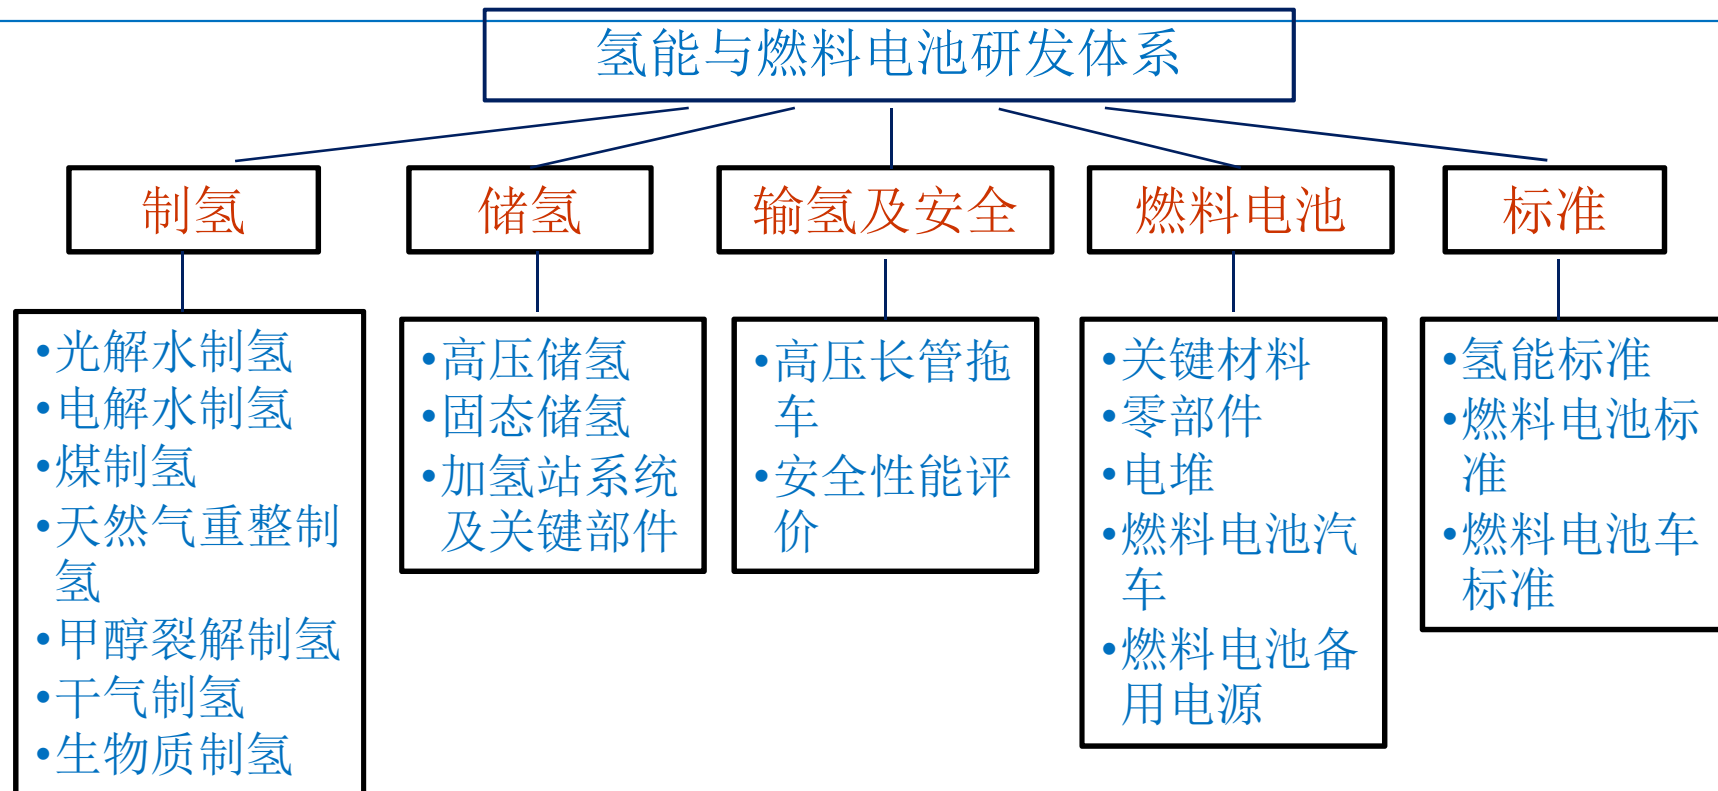 氢能与燃料电池研发体系
制氢
储氢
输氢及安全
燃料电池
标准
•光解水制氢
•电解水制氢
•煤制氢
•天然气重整制
氢
•甲醇裂解制氢
•干气制氢
•生物质制氢
•高压储氢
•固态储氢
•加氢站系统
及关键部件
•高压长管拖
车
•安全性能评
价
•关键材料
•零部件
•电堆
•燃料电池汽
车
•燃料电池备
用电源
•氢能标准
•燃料电池标
准
•燃料电池车
标准